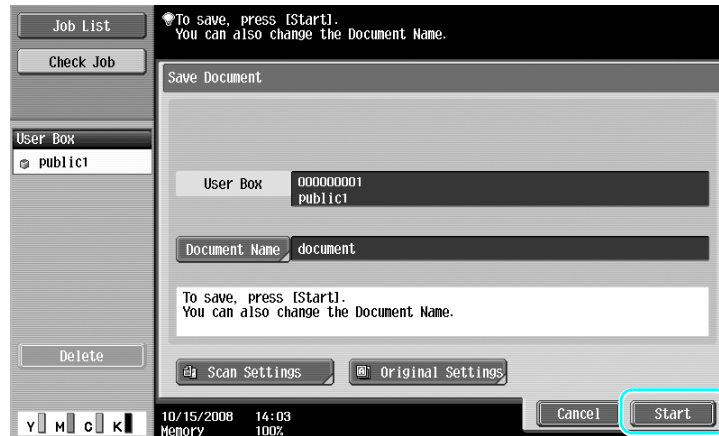 Job List
Check Job
To save, press [Start].
You can also change the Document Name.
Save Document
User Box
public1
User Box
000000001
public1
Document Name
document
To save, press [Start].
You can also change the Document Name.
Delete
Scan Settings
Original Settings
Y M C K
10/15/2008 14:03
Memory 100%
Cancel
Start